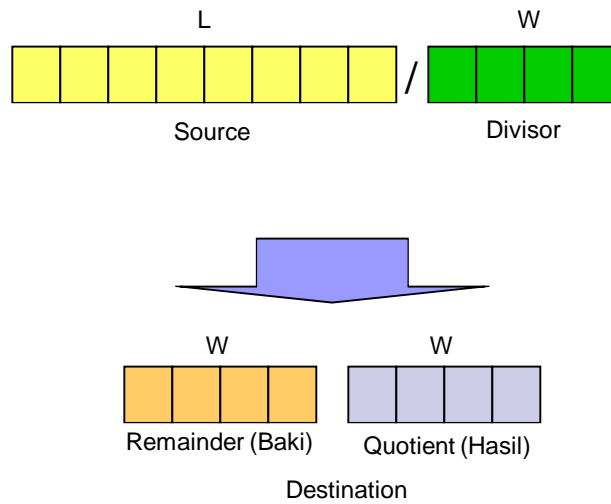 L W
/
Source Divisor
W W
Remainder (Baki) Quotient (Hasil)
Destination